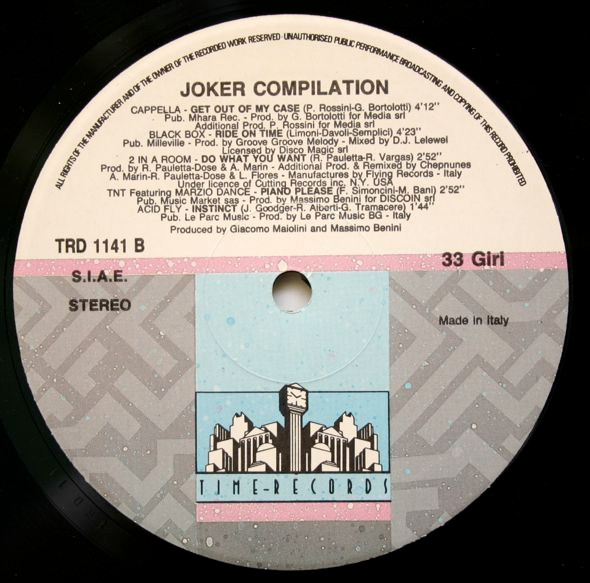 ALL RIGHTS OF THE MANUFACTURER AND OF THE OWNER OF THE RECORDED WORK RESERVED · UNAUTHORISED PUBLIC PERFORMANCE BROADCASTING AND COPYING OF THIS RECORD PROHIBITED
JOKER COMPILATION
CAPPELLA - GET OUT OF MY CASE (P. Rossini-G. Bortolotti) 4'12''
Pub. Mhara Rec. - Prod. by G. Bortolotti for Media srl
Additional Prod. P. Rossini for Media srl
BLACK BOX - RIDE ON TIME (Limoni-Davoli-Semplici) 4'23''
Pub. Milleville - Prod. by Groove Groove Melody - Mixed by D.J. Lelewel
Licensed by Disco Magic srl
2 IN A ROOM - DO WHAT YOU WANT (R. Pauletta-R. Vargas) 2'52''
Prod. by R. Pauletta-Dose & A. Marin - Additional Prod. & Remixed by Chepnunes
A. Marin-R. Pauletta-Dose & L. Flores - Manufactures by Flying Records - Italy
Under licence of Cutting Records inc. N.Y. USA
TNT Featuring MARZIO DANCE - PIANO PLEASE (F. Simoncini-M. Bani) 2'52''
Pub. Music Market sas - Prod. by Massimo Benini for DISCOIN srl
ACID FLY - INSTINCT (J. Goodger-R. Alberti-G. Tramacere) 1'44''
Pub. Le Parc Music - Prod. by Le Parc Music BG - Italy
Produced by Giacomo Maiolini and Massimo Benini
TRD 1141 B
33 Giri
S.I.A.E.
STEREO
Made in Italy
TIME-RECORDS